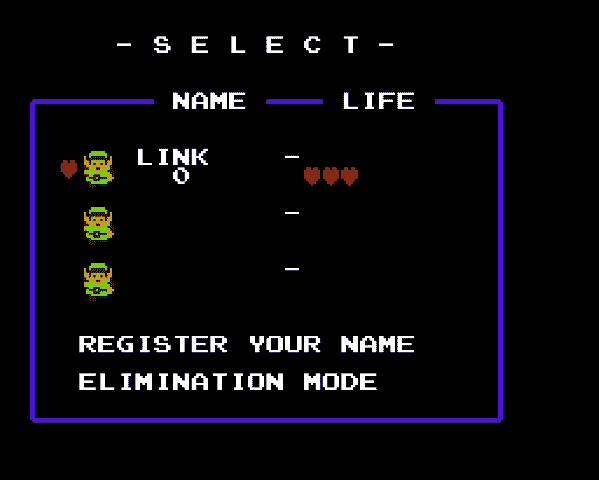 - S E L E C T -
NAME LIFE
LINK -
0
-
-
REGISTER YOUR NAME
ELIMINATION MODE